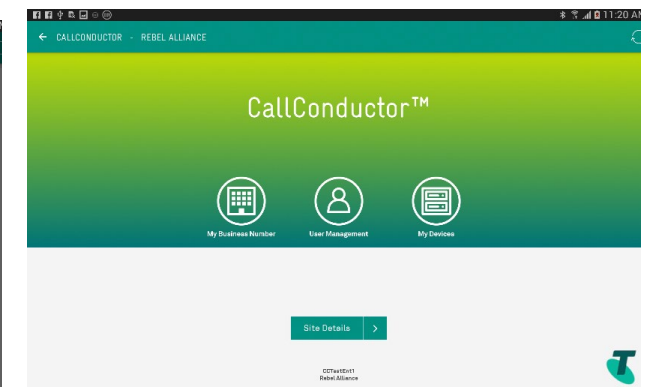 11:20 AM
CALLCONDUCTOR - REBEL ALLIANCE
CallConductor™
My Business Number
User Management
My Devices
Site Details
CCTestEnt1
Rebel Alliance